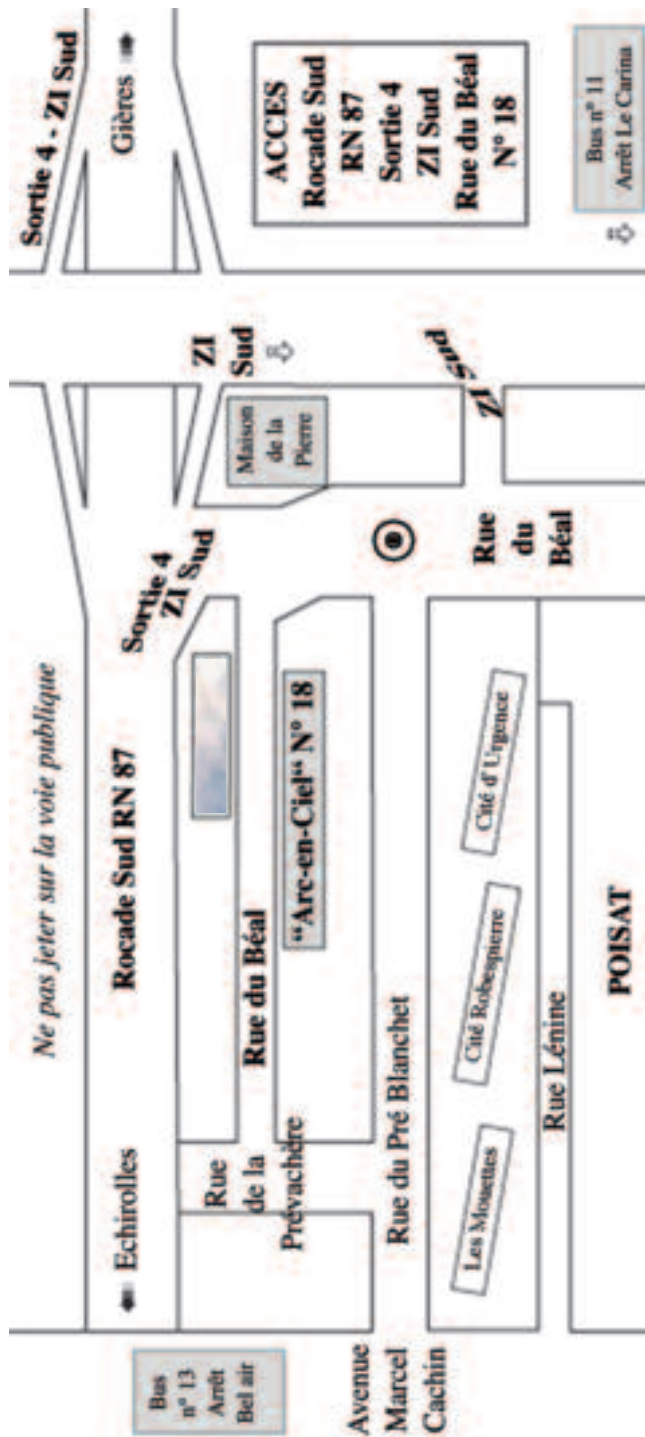 Ne pas jeter sur la voie publique
Sortie 4 - ZI Sud
Echirolles
Rocade Sud RN 87
Gières
Sortie 4
ZI Sud
ZI
Sud
Bus
n° 13
Arrêt
Bel air
Rue
de la
Prévachère
Rue du Béal
“Arc-en-Ciel“ N° 18
Maison
de la
Pierre
ACCES
Rocade Sud
RN 87
Sortie 4
ZI Sud
Rue du Béal
N° 18
Avenue
Marcel
Cachin
Rue du Pré Blanchet
Les Mouettes
Cité Robespierre
Cité d' Urgence
Rue
du
Béal
ZI Sud
Rue Lénine
POISAT
Bus n° 11
Arrêt Le Carina